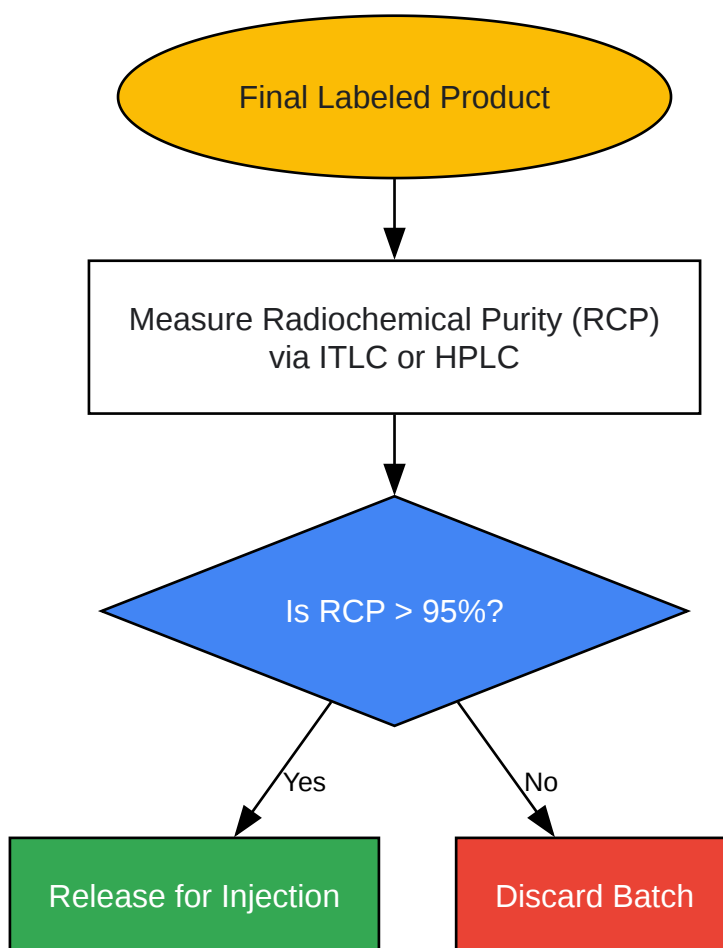 Final Labeled Product
Measure Radiochemical Purity (RCP)
via ITLC or HPLC
Is RCP > 95%?
Yes
No
Release for Injection
Discard Batch